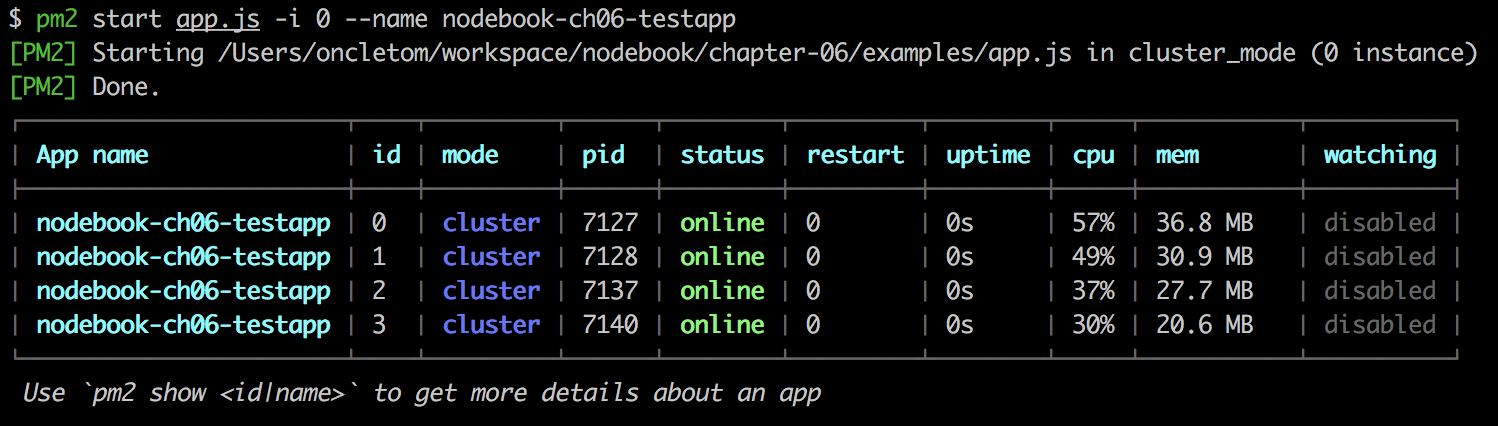 $ pm2 start app.js -i 0 --name nodebook-ch06-testapp
[PM2] Starting /Users/oncletom/workspace/nodebook/chapter-06/examples/app.js in cluster_mode (0 instance)
[PM2] Done.
| App name | id | mode | pid | status | restart | uptime | cpu | mem | watching |
| nodebook-ch06-testapp | 0 | cluster | 7127 | online | 0 | 0s | 57% | 36.8 MB | disabled |
| nodebook-ch06-testapp | 1 | cluster | 7128 | online | 0 | 0s | 49% | 30.9 MB | disabled |
| nodebook-ch06-testapp | 2 | cluster | 7137 | online | 0 | 0s | 37% | 27.7 MB | disabled |
| nodebook-ch06-testapp | 3 | cluster | 7140 | online | 0 | 0s | 30% | 20.6 MB | disabled |
Use `pm2 show <id|name>` to get more details about an app